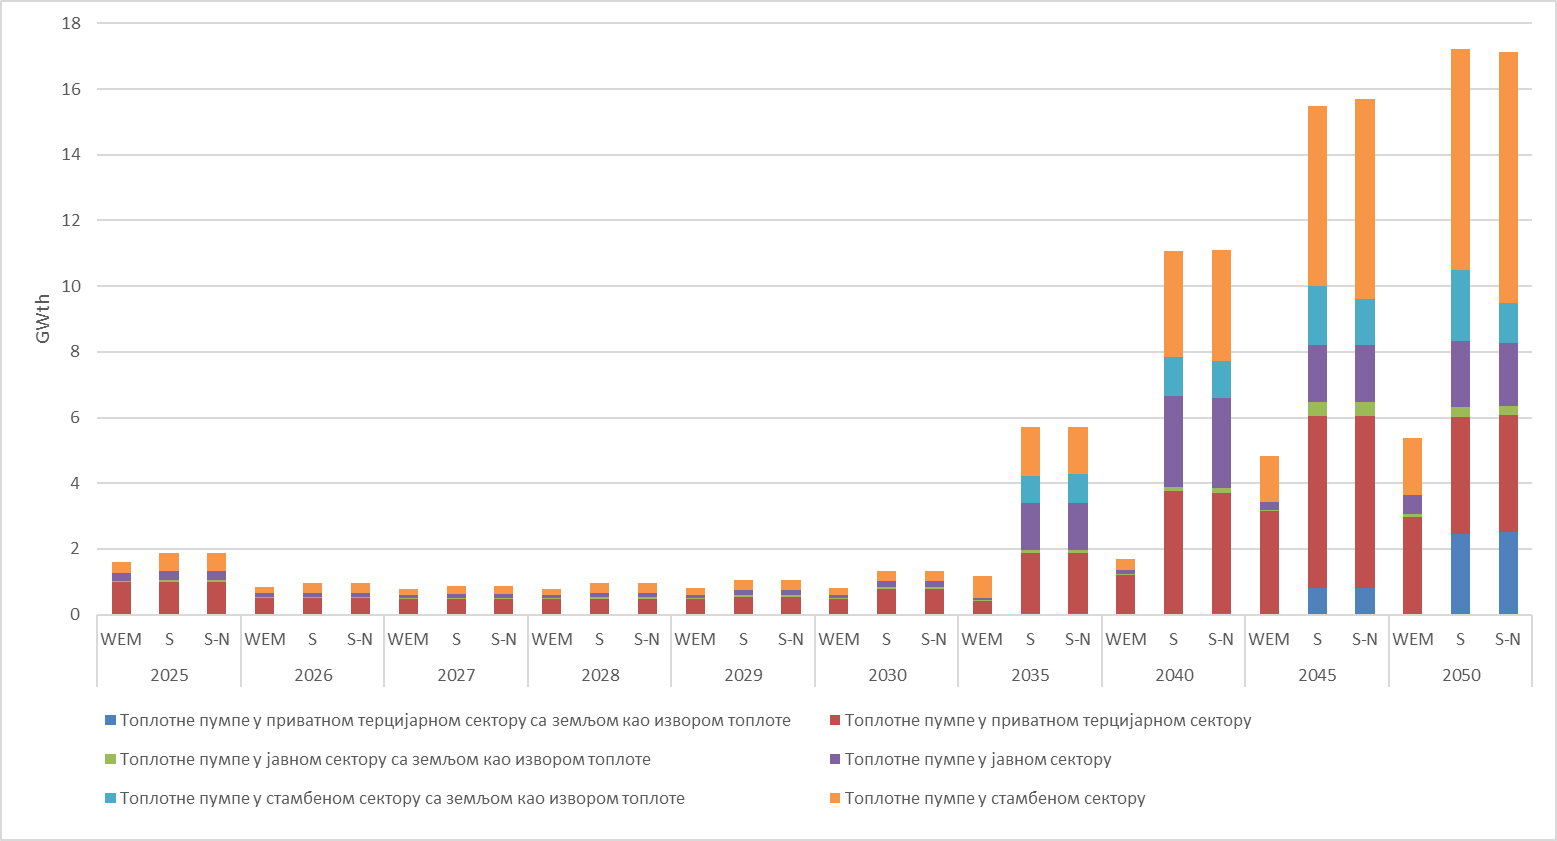 18
16
14
12
10
8
6
4
2
0
GWth
WEM S S-N WEM S S-N WEM S S-N WEM S S-N WEM S S-N WEM S S-N WEM S S-N WEM S S-N WEM S S-N WEM S S-N
2025 2026 2027 2028 2029 2030 2035 2040 2045 2050
Топлотне пумпе у приватном терцијарном сектору са земљом као извором топлоте
Топлотне пумпе у приватном терцијарном сектору
Топлотне пумпе у јавном сектору са земљом као извором топлоте
Топлотне пумпе у јавном сектору
Топлотне пумпе у стамбеном сектору са земљом као извором топлоте
Топлотне пумпе у стамбеном сектору